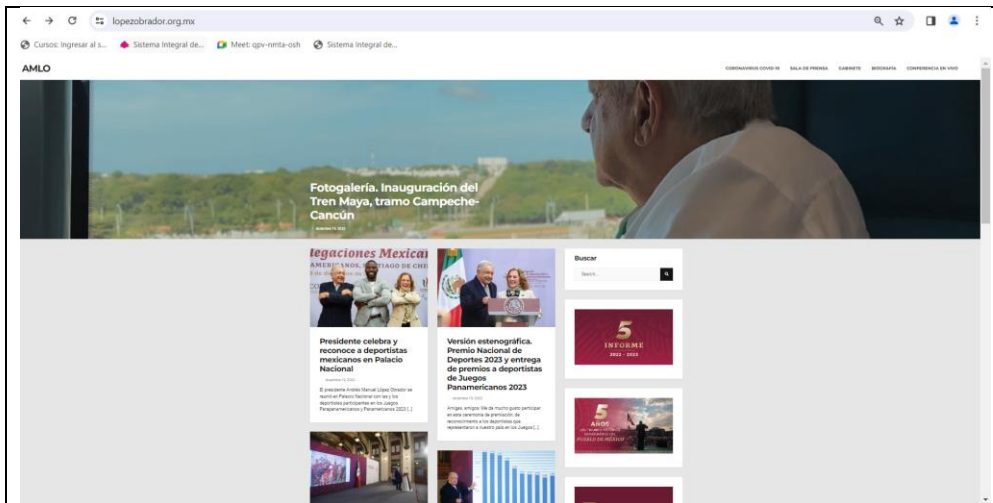 lopezobrador.org.mx
Cursos: Ingresar al s...
Sistema Integral de...
Meet: qpv-nmta-osh
Sistema Integral de...
AMLO
CORONAVIRUS COVID-19
SALA DE PRENSA
GABINETE
BIOGRAFÍA
CONFERENCIA EN VIVO
Fotogalería. Inauguración del
Tren Maya, tramo Campeche-
Cancún
legaciones Mexica
Presidente celebra y
reconoce a deportistas
mexicanos en Palacio
Nacional
El presidente Andrés Manuel López Obrador se
reunió en Palacio Nacional con las y los
deportistas participantes en los Juegos
Parapanamericanos y Panamericanos 2023 [...]
Versión estenográfica.
Premio Nacional de
Deportes 2023 y entrega
de premios a deportistas
de Juegos
Panamericanos 2023
Amigas, amigos: Me da mucho gusto participar
en esta ceremonia de premiación, de
reconocimiento a los deportistas que
representaron a nuestro país en los Juegos [...]
Buscar
Search...
5
INFORME
2022 - 2023
5
AÑOS
PUEBLO DE MÉXICO